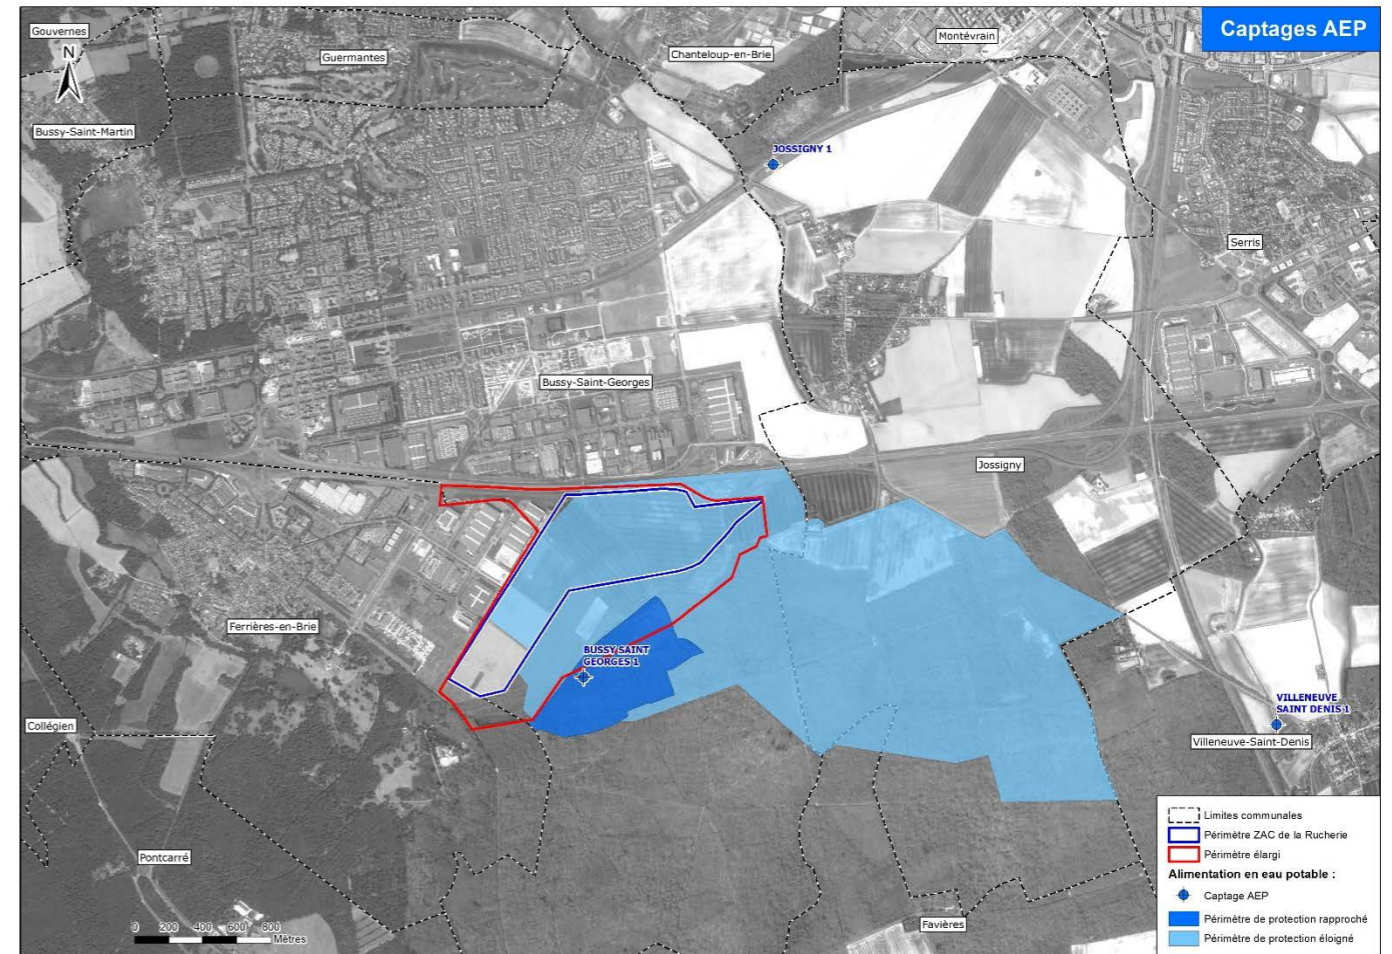 Captages AEP
Gouvernes
N
Guermantes
Chanteloup-en-Brie
Montévrain
Bussy-Saint-Martin
JOSSIGNY 1
Serris
Bussy-Saint-Georges
Jossigny
Ferrières-en-Brie
BUSSY SAINT
GEORGES 1
VILLENEUVE
SAINT DENIS 1
Collégien
Villeneuve-Saint-Denis
Pontcarré
Favières
0 200 400 600 800
Mètres
Limites communales
Périmètre ZAC de la Rucherie
Périmètre élargi
Alimentation en eau potable :
Captage AEP
Périmètre de protection rapproché
Périmètre de protection éloigné